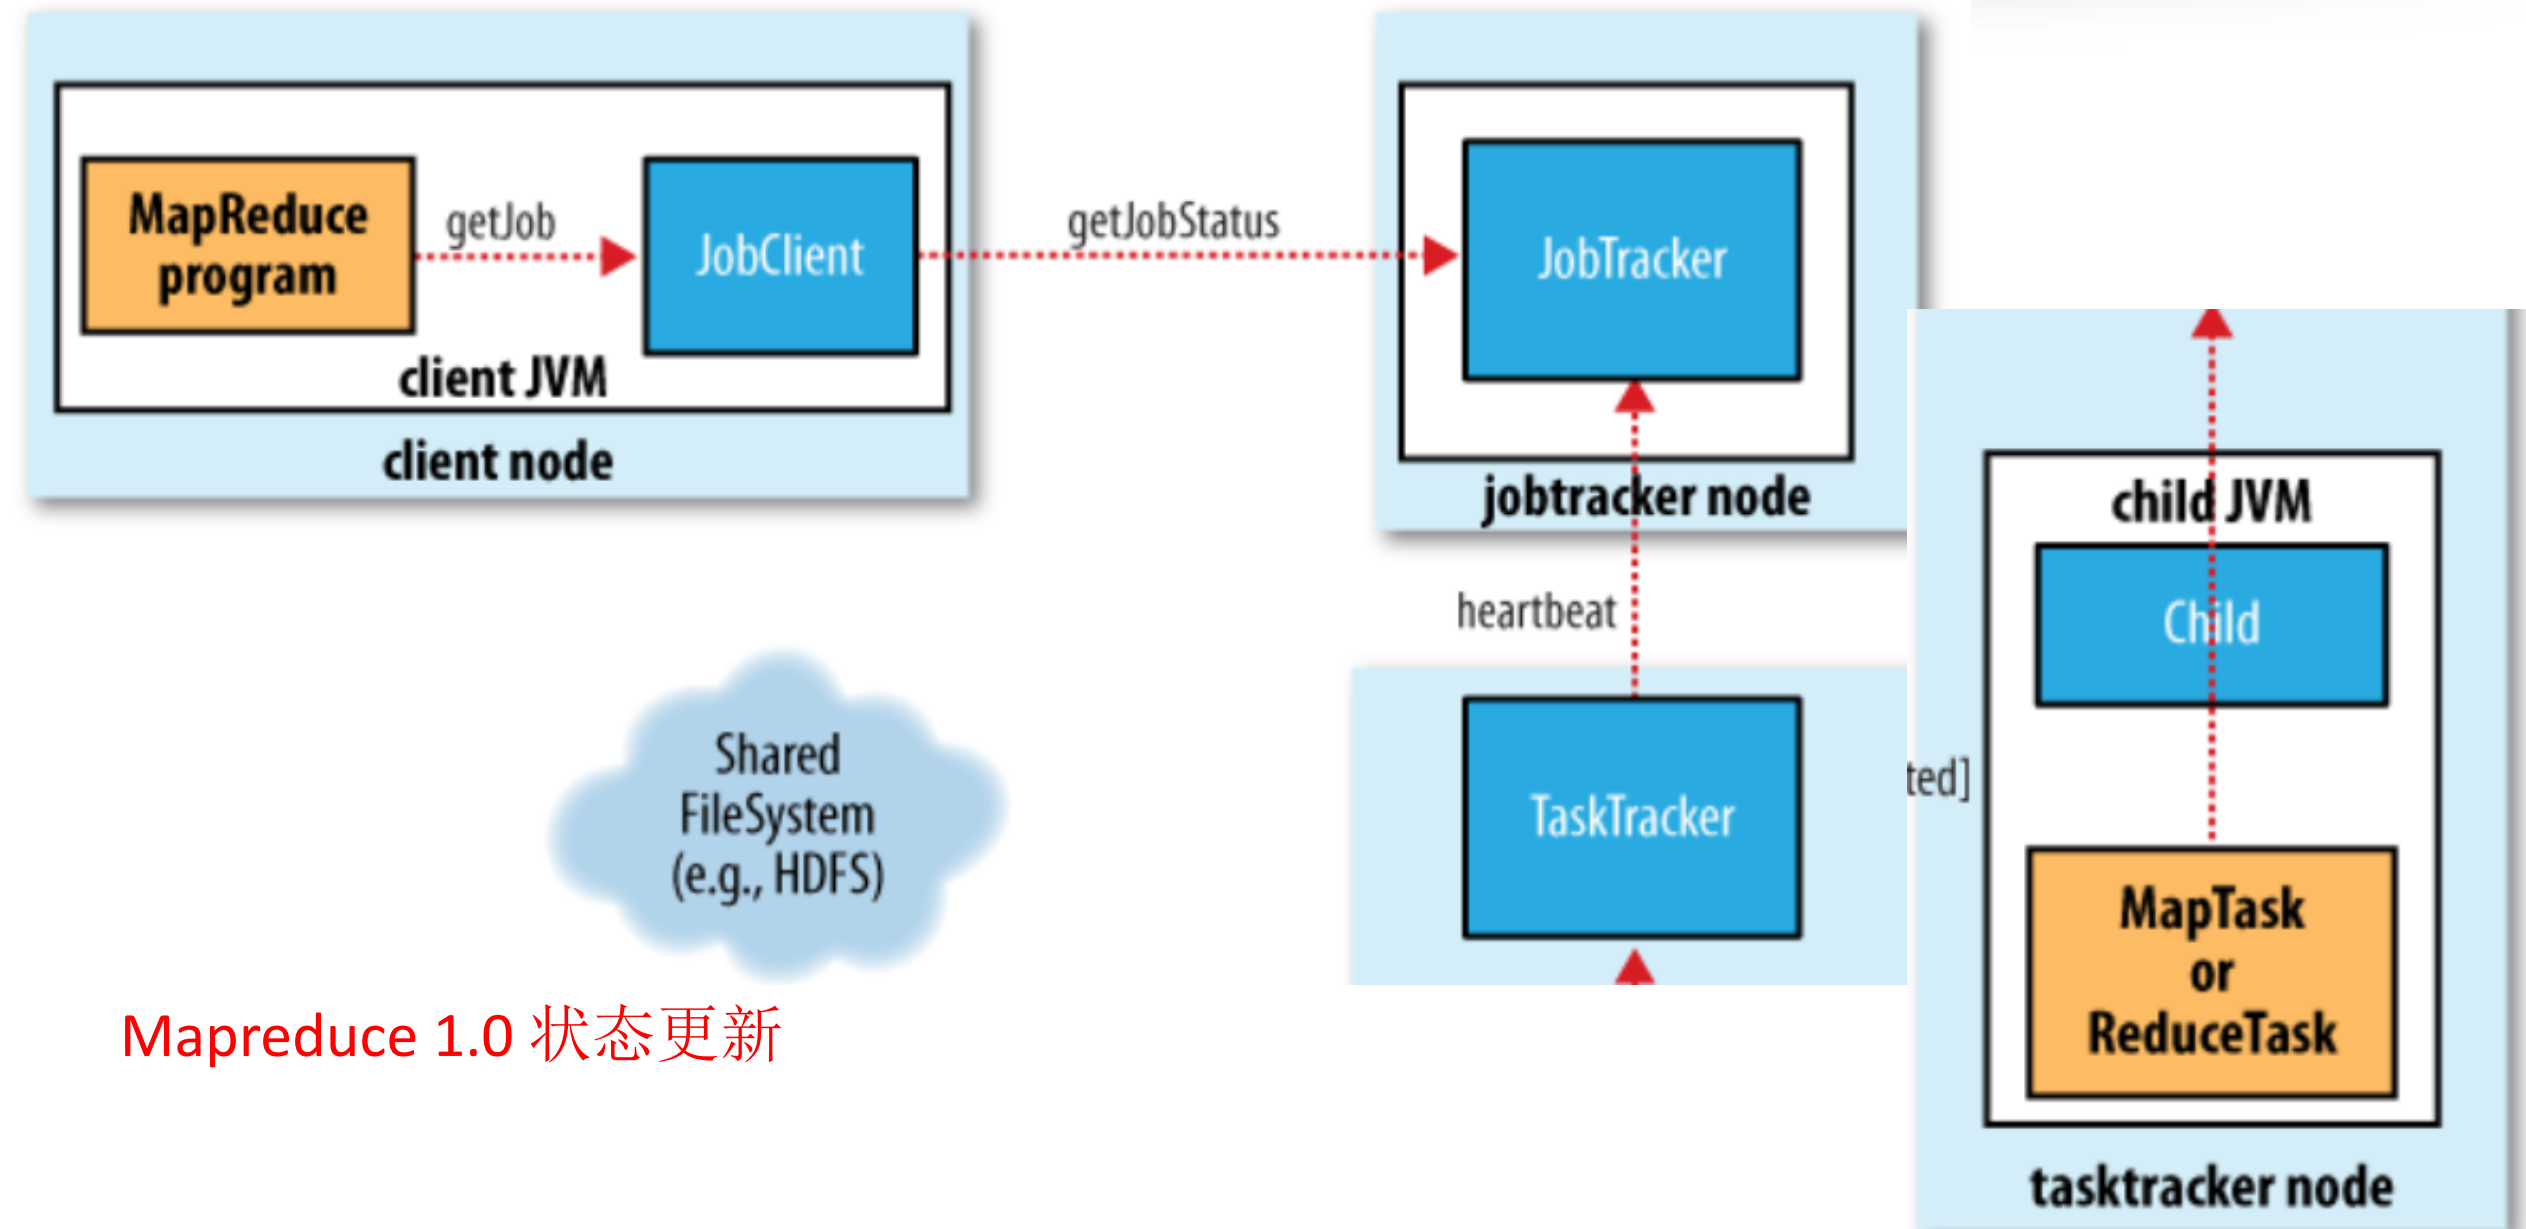 MapReduce
program
getJob
JobClient
client JVM
client node
getJobStatus
JobTracker
jobtracker node
heartbeat
TaskTracker
child JVM
Child
ted]
MapTask
or
ReduceTask
tasktracker node
Shared
FileSystem
(e.g., HDFS)
Mapreduce 1.0 状态更新